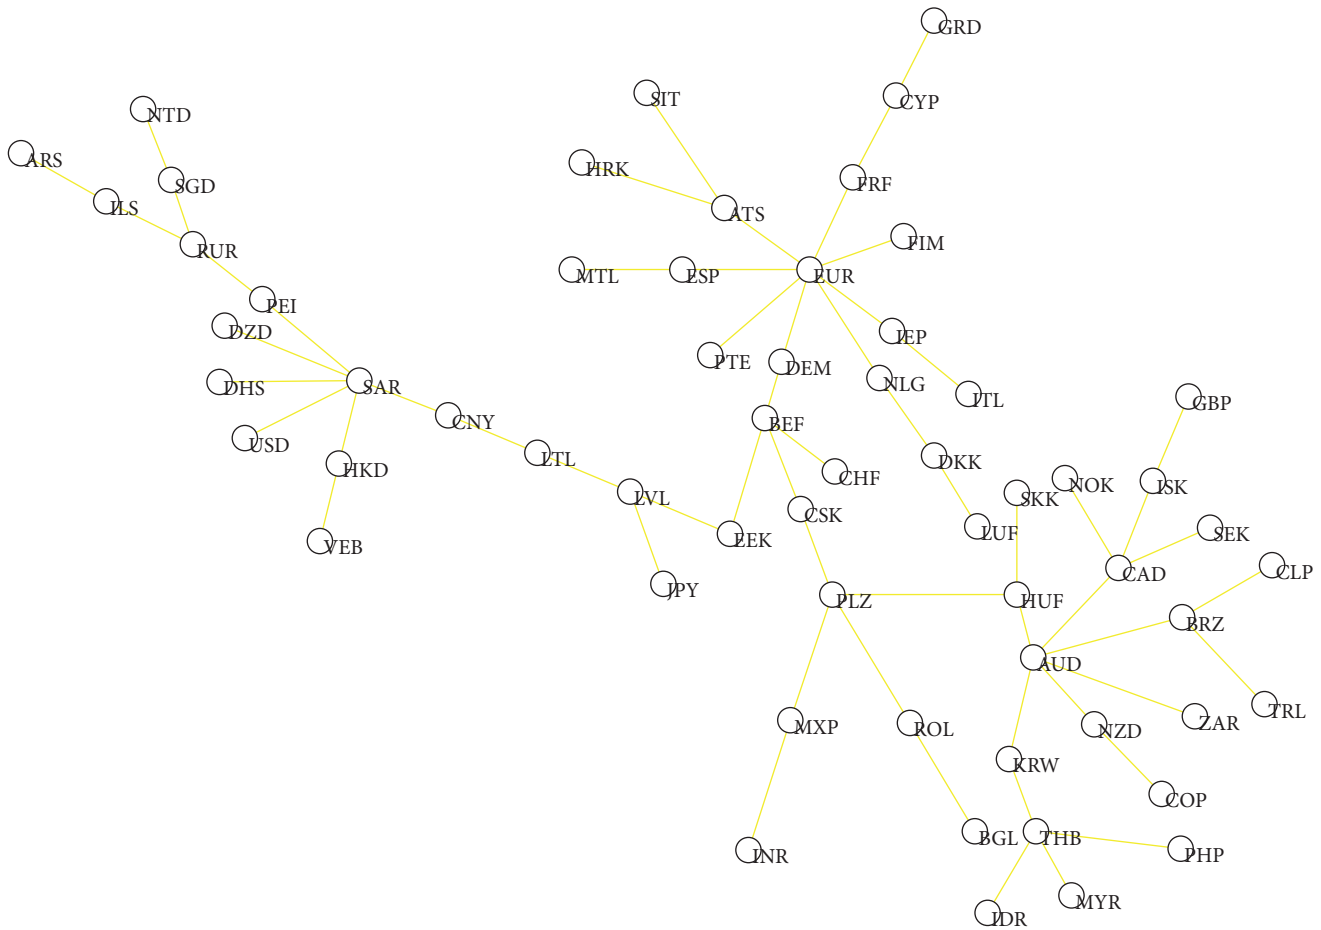 GRD
SIT
CYP
NTD
ARS
HRK
SGD
FRF
ILS
ATS
RUR
FIM
MTL
ESP
EUR
PEI
DZD
IEP
PTE
DEM
DHS
SAR
NLG
ITL
GBP
CNY
BEF
USD
LTL
DKK
HKD
CHF
NOK
ISK
LVL
SKK
CSK
LUF
SEK
EEK
VEB
CAD
CLP
JPY
PLZ
HUF
BRZ
AUD
TRL
ZAR
MXP
ROL
NZD
KRW
COP
BGL
THB
INR
PHP
MYR
IDR